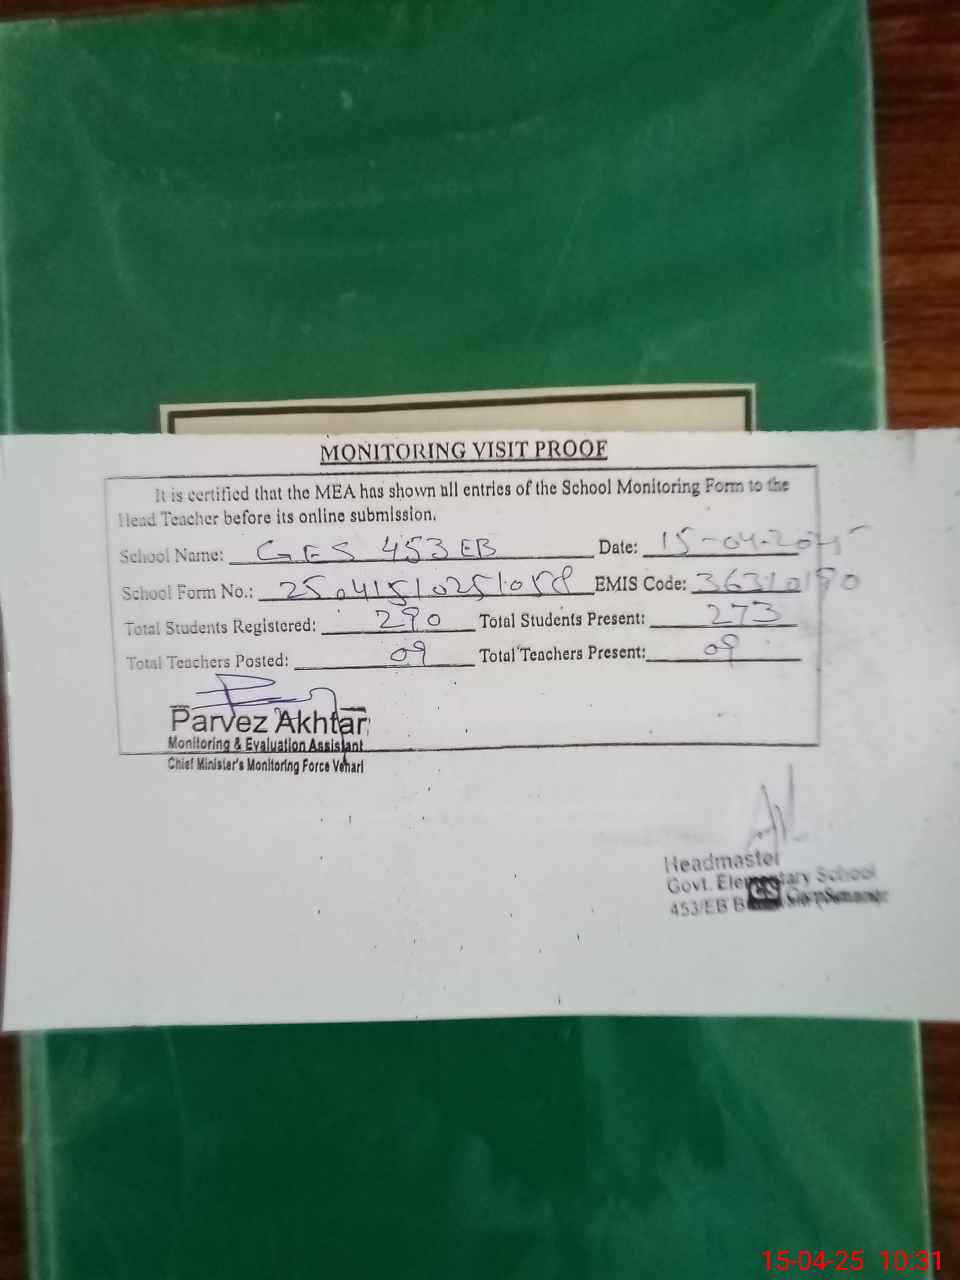 MONITORING VISIT PROOF
It is certified that the MEA has shown all entries of the School Monitoring Form to the
Head Teacher before its online submission.
School Name: GES 453 EB Date: 15-04-2025
School Form No.: EMIS Code:
Total Students Registered: 290 Total Students Present: 273
Total Teachers Posted: 09 Total Teachers Present: 09
Parvez Akhtar
Monitoring & Evaluation Assistant
Chief Minister's Monitoring Force Vehari
Headmaster
Govt. Elementary School
453/EB
CS CamScanner
15-04-25 10:31